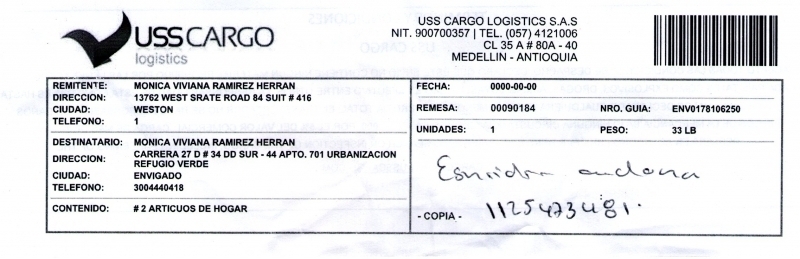 USSCARGO
logistics
USS CARGO LOGISTICS S.A.S
NIT. 900700357 | TEL. (057) 4121006
CL 35 A # 80A - 40
MEDELLIN - ANTIOQUIA
REMITENTE: MONICA VIVIANA RAMIREZ HERRAN
DIRECCION: 13762 WEST SRATE ROAD 84 SUIT # 416
CIUDAD: WESTON
TELEFONO: 1
DESTINATARIO: MONICA VIVIANA RAMIREZ HERRAN
DIRECCION: CARRERA 27 D # 34 DD SUR - 44 APTO. 701 URBANIZACION
REFUGIO VERDE
CIUDAD: ENVIGADO
TELEFONO: 3004440418
CONTENIDO: # 2 ARTICUOS DE HOGAR
FECHA: 0000-00-00
REMESA: 00090184 NRO. GUIA: ENV0178106250
UNIDADES: 1 PESO: 33 LB
- COPIA -